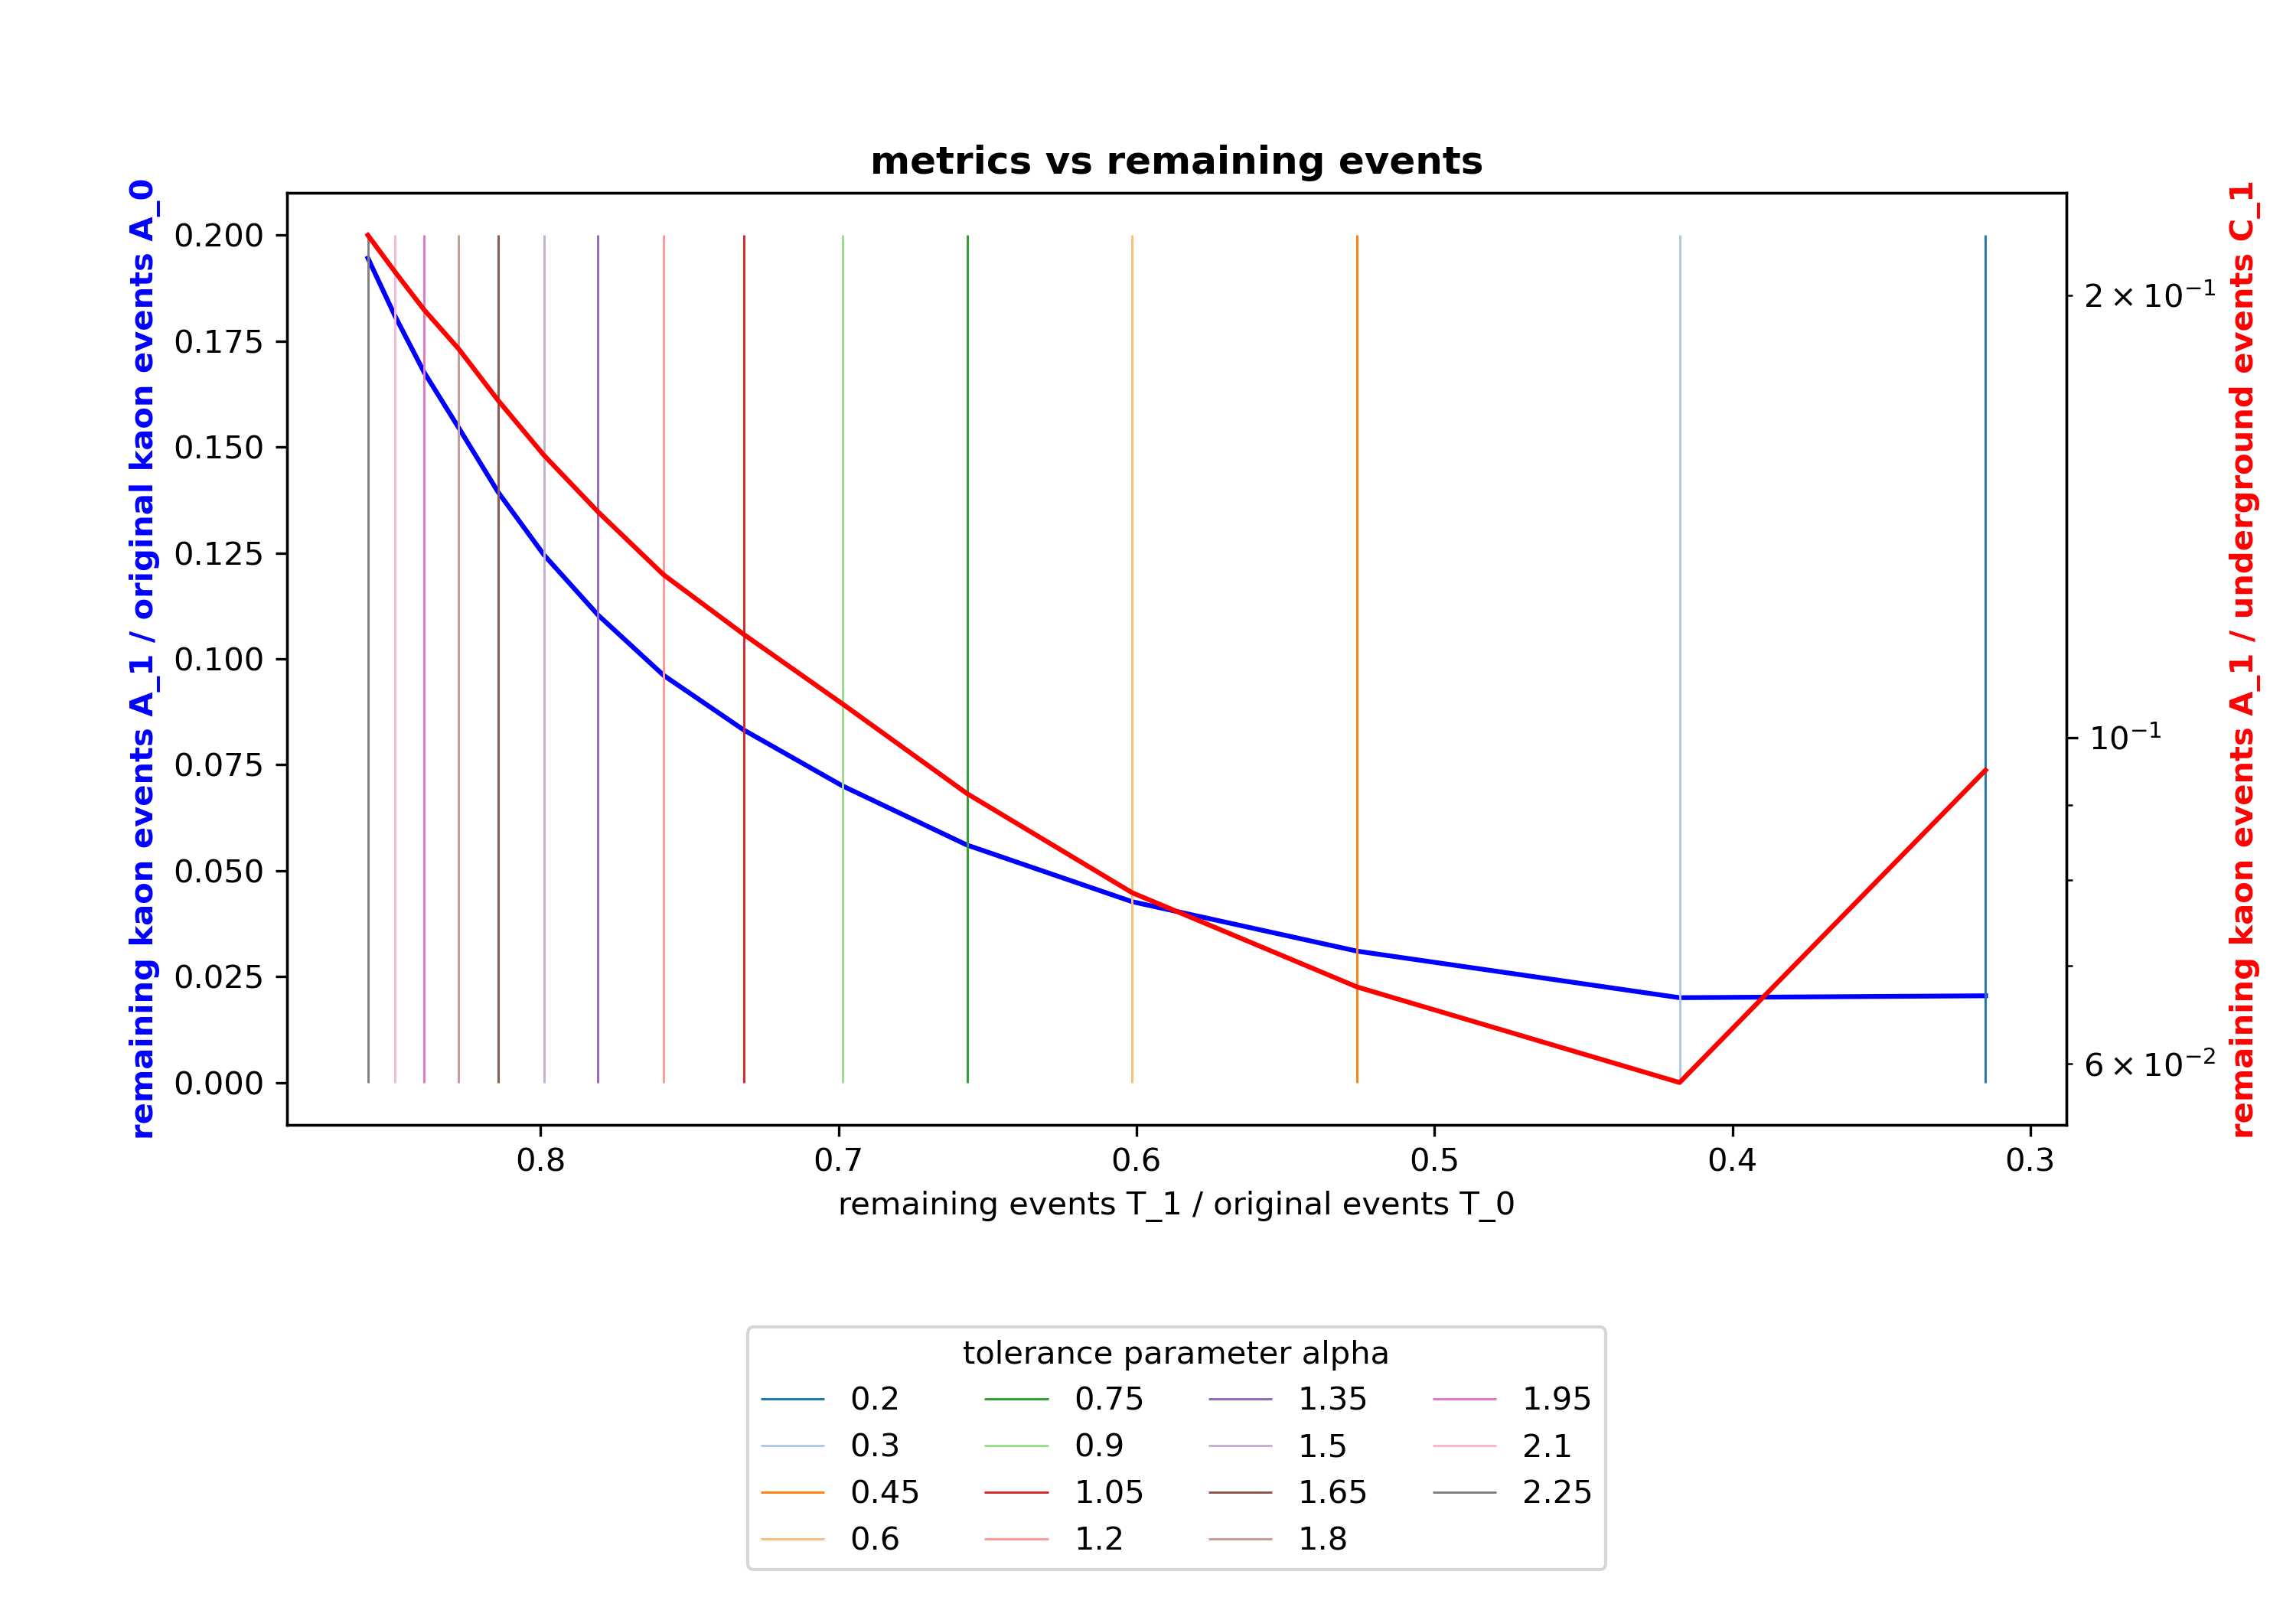 metrics vs remaining events
remaining kaon events A_1 / original kaon events A_0
0.200
0.175
0.150
0.125
0.100
0.075
0.050
0.025
0.000
2×10⁻¹
10⁻¹
6×10⁻²
remaining kaon events A_1 / underground events C_1
0.8 0.7 0.6 0.5 0.4 0.3
remaining events T_1 / original events T_0
tolerance parameter alpha
0.2 0.75 1.35 1.95
0.3 0.9 1.5 2.1
0.45 1.05 1.65 2.25
0.6 1.2 1.8